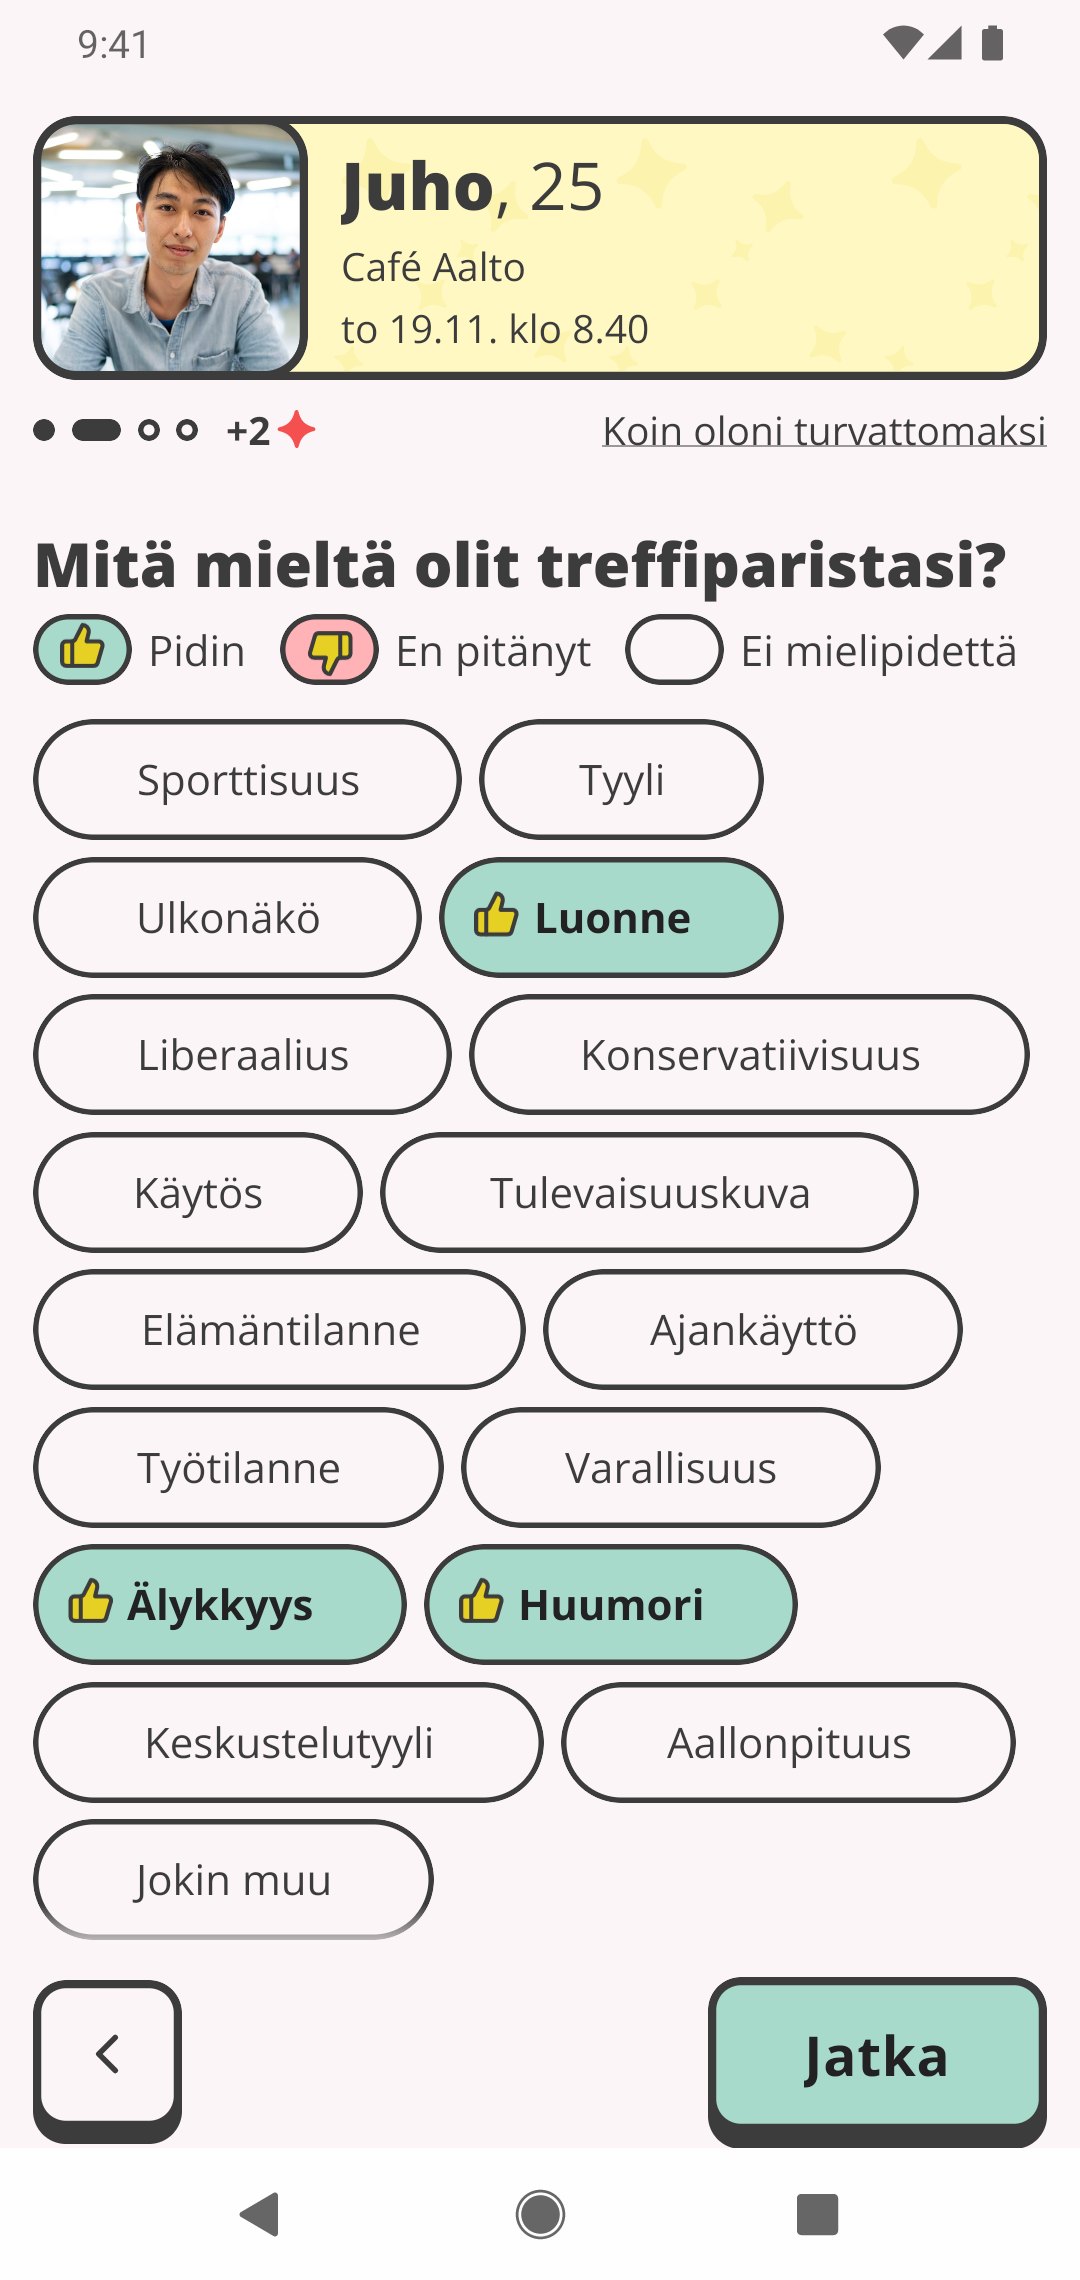 9:41
Juho, 25
Café Aalto
to 19.11. klo 8.40
+2
Koin oloni turvattomaksi
Mitä mieltä olit treffiparistasi?
Pidin En pitänyt Ei mielipidettä
Sporttisuus Tyyli
Ulkonäkö Luonne
Liberaalius Konservatiivisuus
Käytös Tulevaisuuskuva
Elämäntilanne Ajankäyttö
Työtilanne Varallisuus
Älykkyys Huumori
Keskustelutyyli Aallonpituus
Jokin muu
Jatka